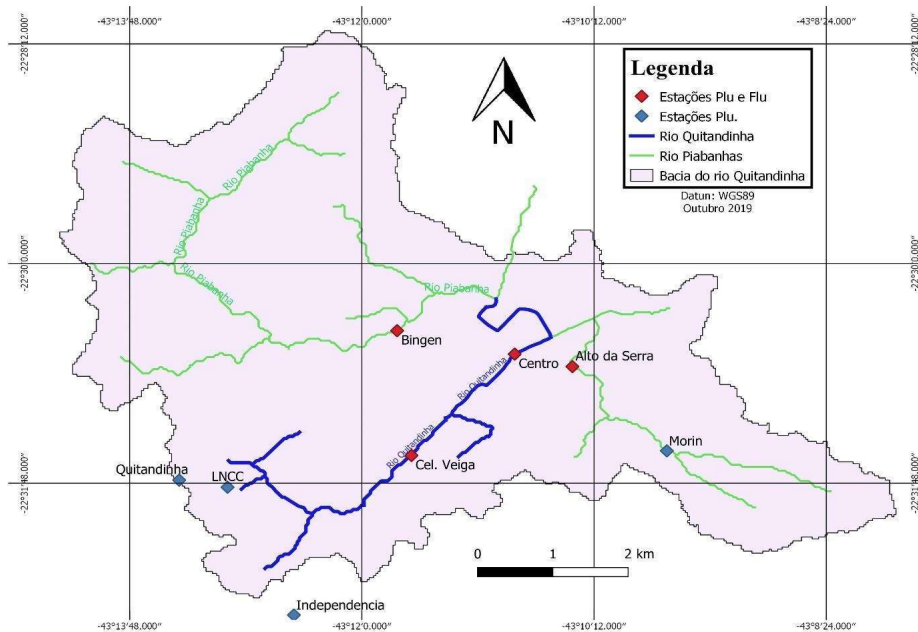 -43°13'48.000" -43°12'0.000" -43°10'12.000" -43°8'24.000"
-22°28'12.000"
-22°28'12.000"
Legenda
Estações Plu e Flu
Estações Plu.
Rio Quitandinha
Rio Piabanhas
Bacia do rio Quitandinha
Datun: WGS89
Outubro 2019
N
Rio Piabanha
Rio Piabanha
Rio Piabanha
Rio Piabanha
-22°30'0.000"
-22°30'0.000"
Bingen
Centro
Alto da Serra
Rio Quitandinha
Rio Quitandinha
Morin
Cel. Veiga
Quitandinha
LNCC
-22°31'48.000"
-22°31'48.000"
0 1 2 km
Independencia
-43°13'48.000" -43°12'0.000" -43°10'12.000" -43°8'24.000"